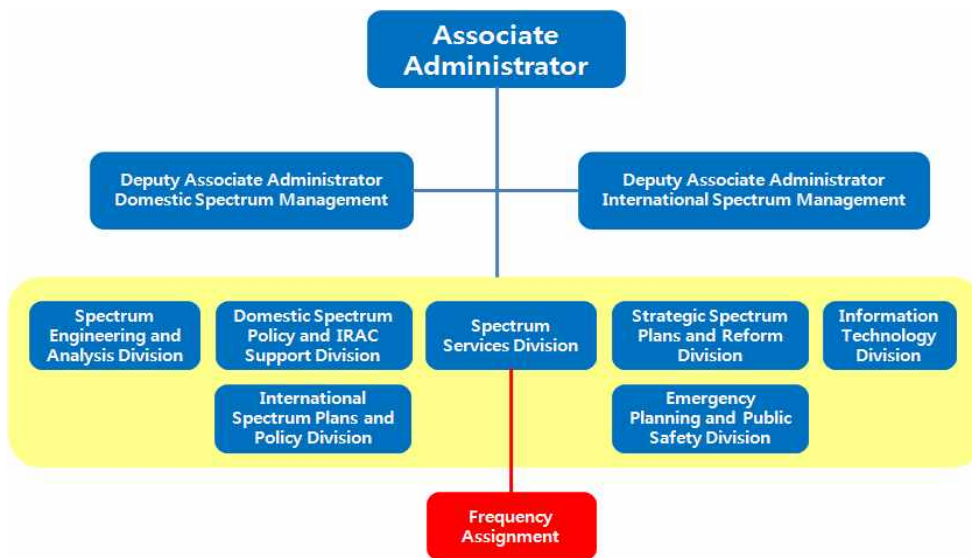 Associate
Administrator
Deputy Associate Administrator
Domestic Spectrum Management
Deputy Associate Administrator
International Spectrum Management
Spectrum
Engineering and
Analysis Division
Domestic Spectrum
Policy and IRAC
Support Division
Spectrum
Services Division
Strategic Spectrum
Plans and Reform
Division
Information
Technology
Division
International
Spectrum Plans and
Policy Division
Emergency
Planning and Public
Safety Division
Frequency
Assignment